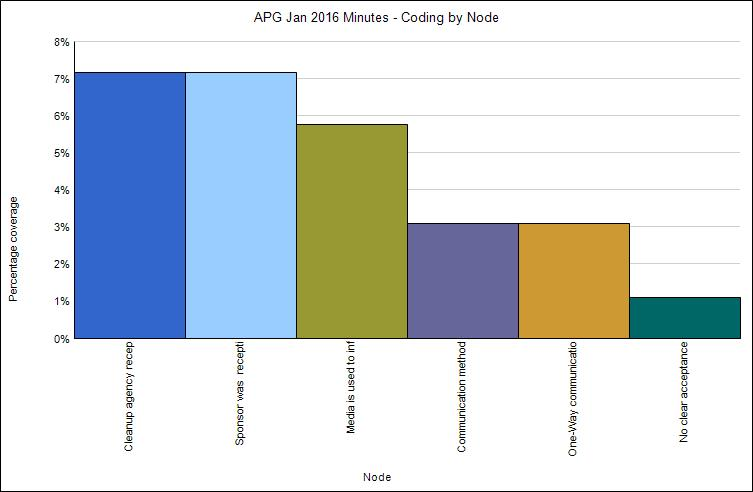 APG Jan 2016 Minutes - Coding by Node
8%
7%
6%
5%
4%
3%
2%
1%
0%
Percentage coverage
Cleanup agency recep
Sponsor was  recepti
Media is used to inf
Communication method
One-Way communicatio
No clear acceptance
Node